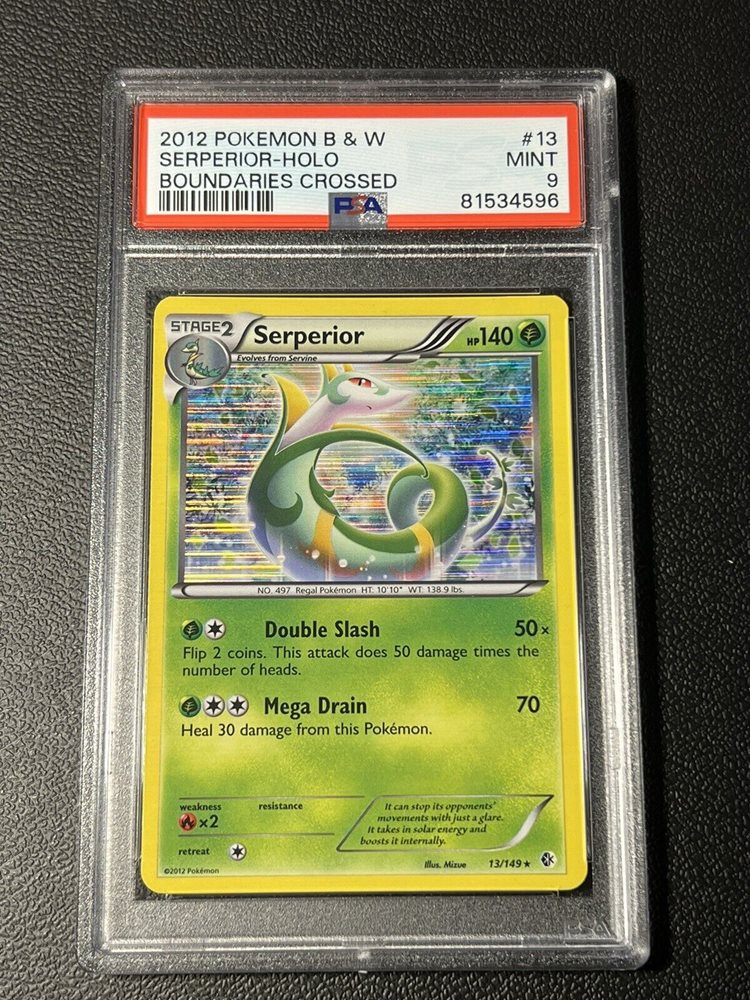 2012 POKEMON B & W #13
SERPERIOR-HOLO MINT
BOUNDARIES CROSSED 9
PSA 81534596
STAGE2 Serperior HP140
Evolves from Servine
NO. 497 Regal Pokémon HT: 10'10" WT: 138.9 lbs.
Double Slash 50×
Flip 2 coins. This attack does 50 damage times the
number of heads.
Mega Drain 70
Heal 30 damage from this Pokémon.
weakness resistance
×2
It can stop its opponents'
movements with just a glare.
It takes in solar energy and
boosts it internally.
retreat
Illus. Mizue 13/149 ★
©2012 Pokémon